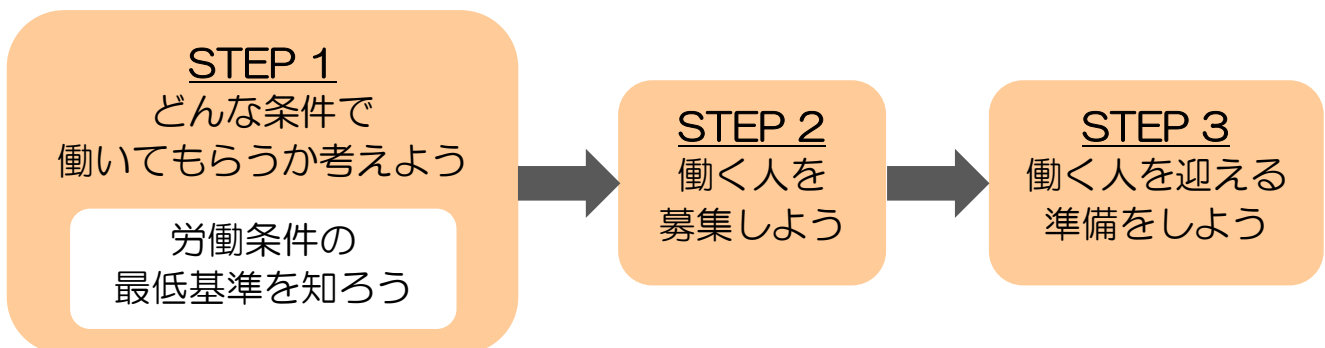 STEP 1
どんな条件で
働いてもらうか考えよう
労働条件の
最低基準を知ろう
STEP 2
働く人を
募集しよう
STEP 3
働く人を迎える
準備をしよう